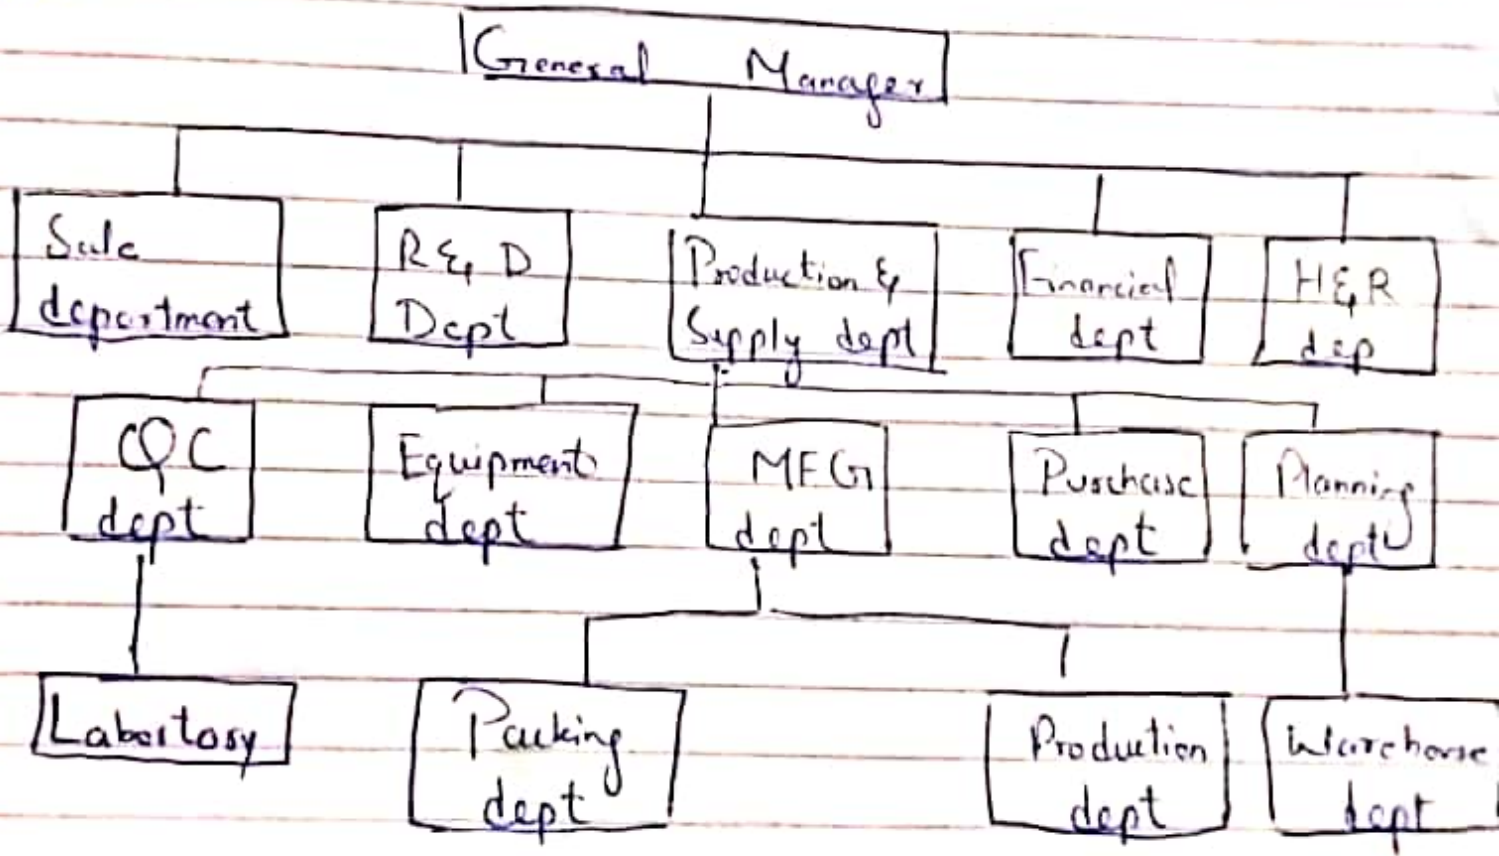 General Manager
Sale
department
R & D
Dept
Production &
Supply dept
Financial
dept
H & R
dep
QC
dept
Equipment
dept
MFG
dept
Purchase
dept
Planning
dept
Labortory
Packing
dept
Production
dept
Warehouse
dept